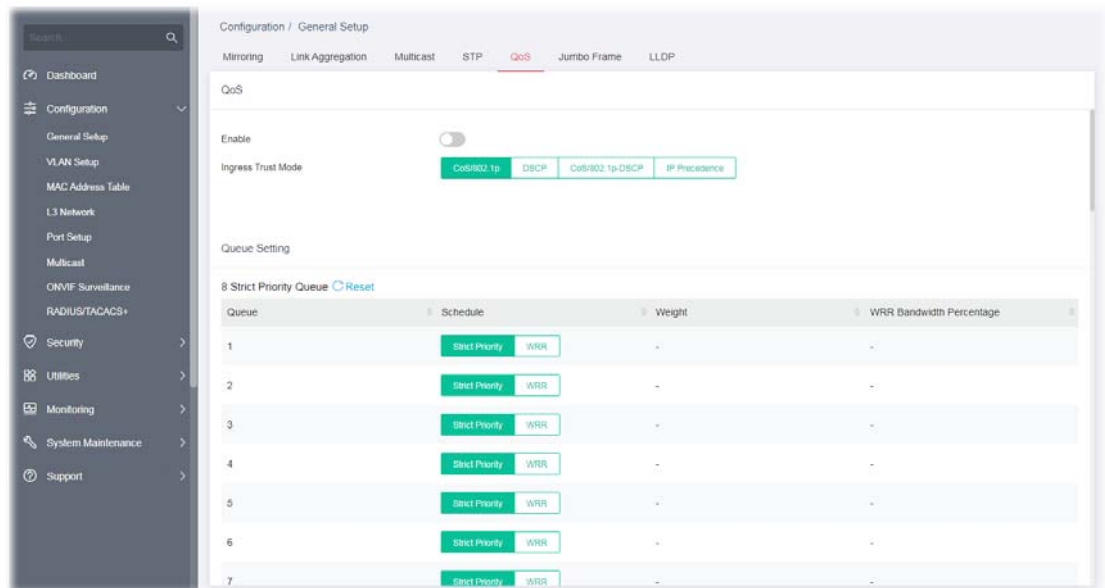 Search...
Dashboard
Configuration
General Setup
VLAN Setup
MAC Address Table
L3 Network
Port Setup
Multicast
ONVIF Surveillance
RADIUS/TACACS+
Security
Utilities
Monitoring
System Maintenance
Support
Configuration / General Setup
Mirroring Link Aggregation Multicast STP QoS Jumbo Frame LLDP
QoS
Enable
Ingress Trust Mode CoS/802.1p DSCP CoS/802.1p-DSCP IP Precedence
Queue Setting
8 Strict Priority Queue Reset
Queue Schedule Weight WRR Bandwidth Percentage
1 Strict Priority WRR - -
2 Strict Priority WRR - -
3 Strict Priority WRR - -
4 Strict Priority WRR - -
5 Strict Priority WRR - -
6 Strict Priority WRR - -
7 Strict Priority WRR - -